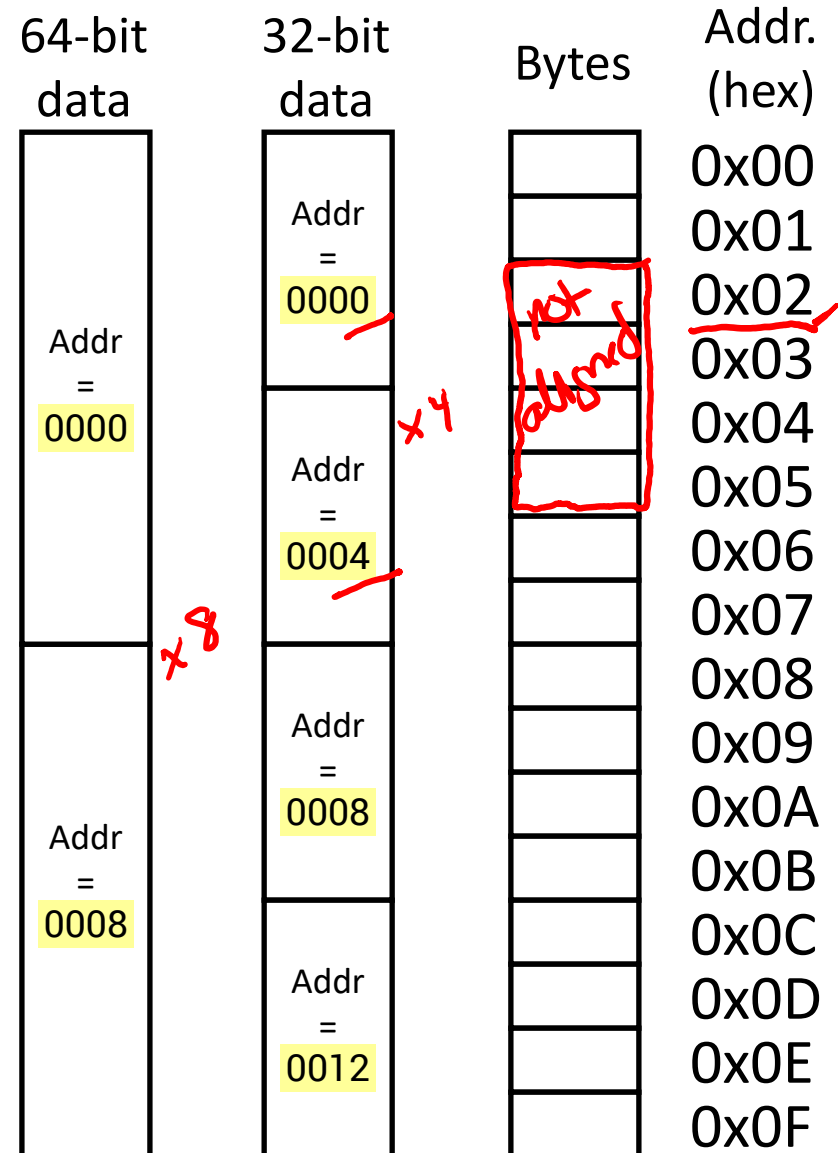 64-bit
data
Addr
=
0000
Addr
=
0008
x8
32-bit
data
Addr
=
0000
Addr
=
0004
Addr
=
0008
Addr
=
0012
x4
Bytes
not
aligned
Addr.
(hex)
0x00
0x01
0x02
0x03
0x04
0x05
0x06
0x07
0x08
0x09
0x0A
0x0B
0x0C
0x0D
0x0E
0x0F